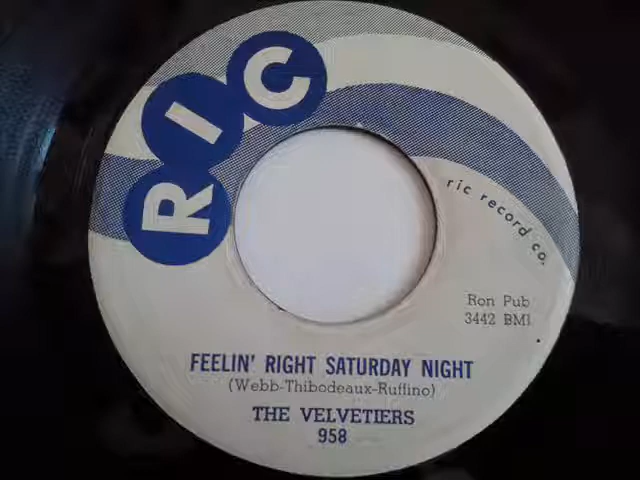 RIC
ric record co.
Ron Pub
3442 BMI
FEELIN' RIGHT SATURDAY NIGHT
(Webb-Thibodeaux-Ruffino)
THE VELVETIERS
958